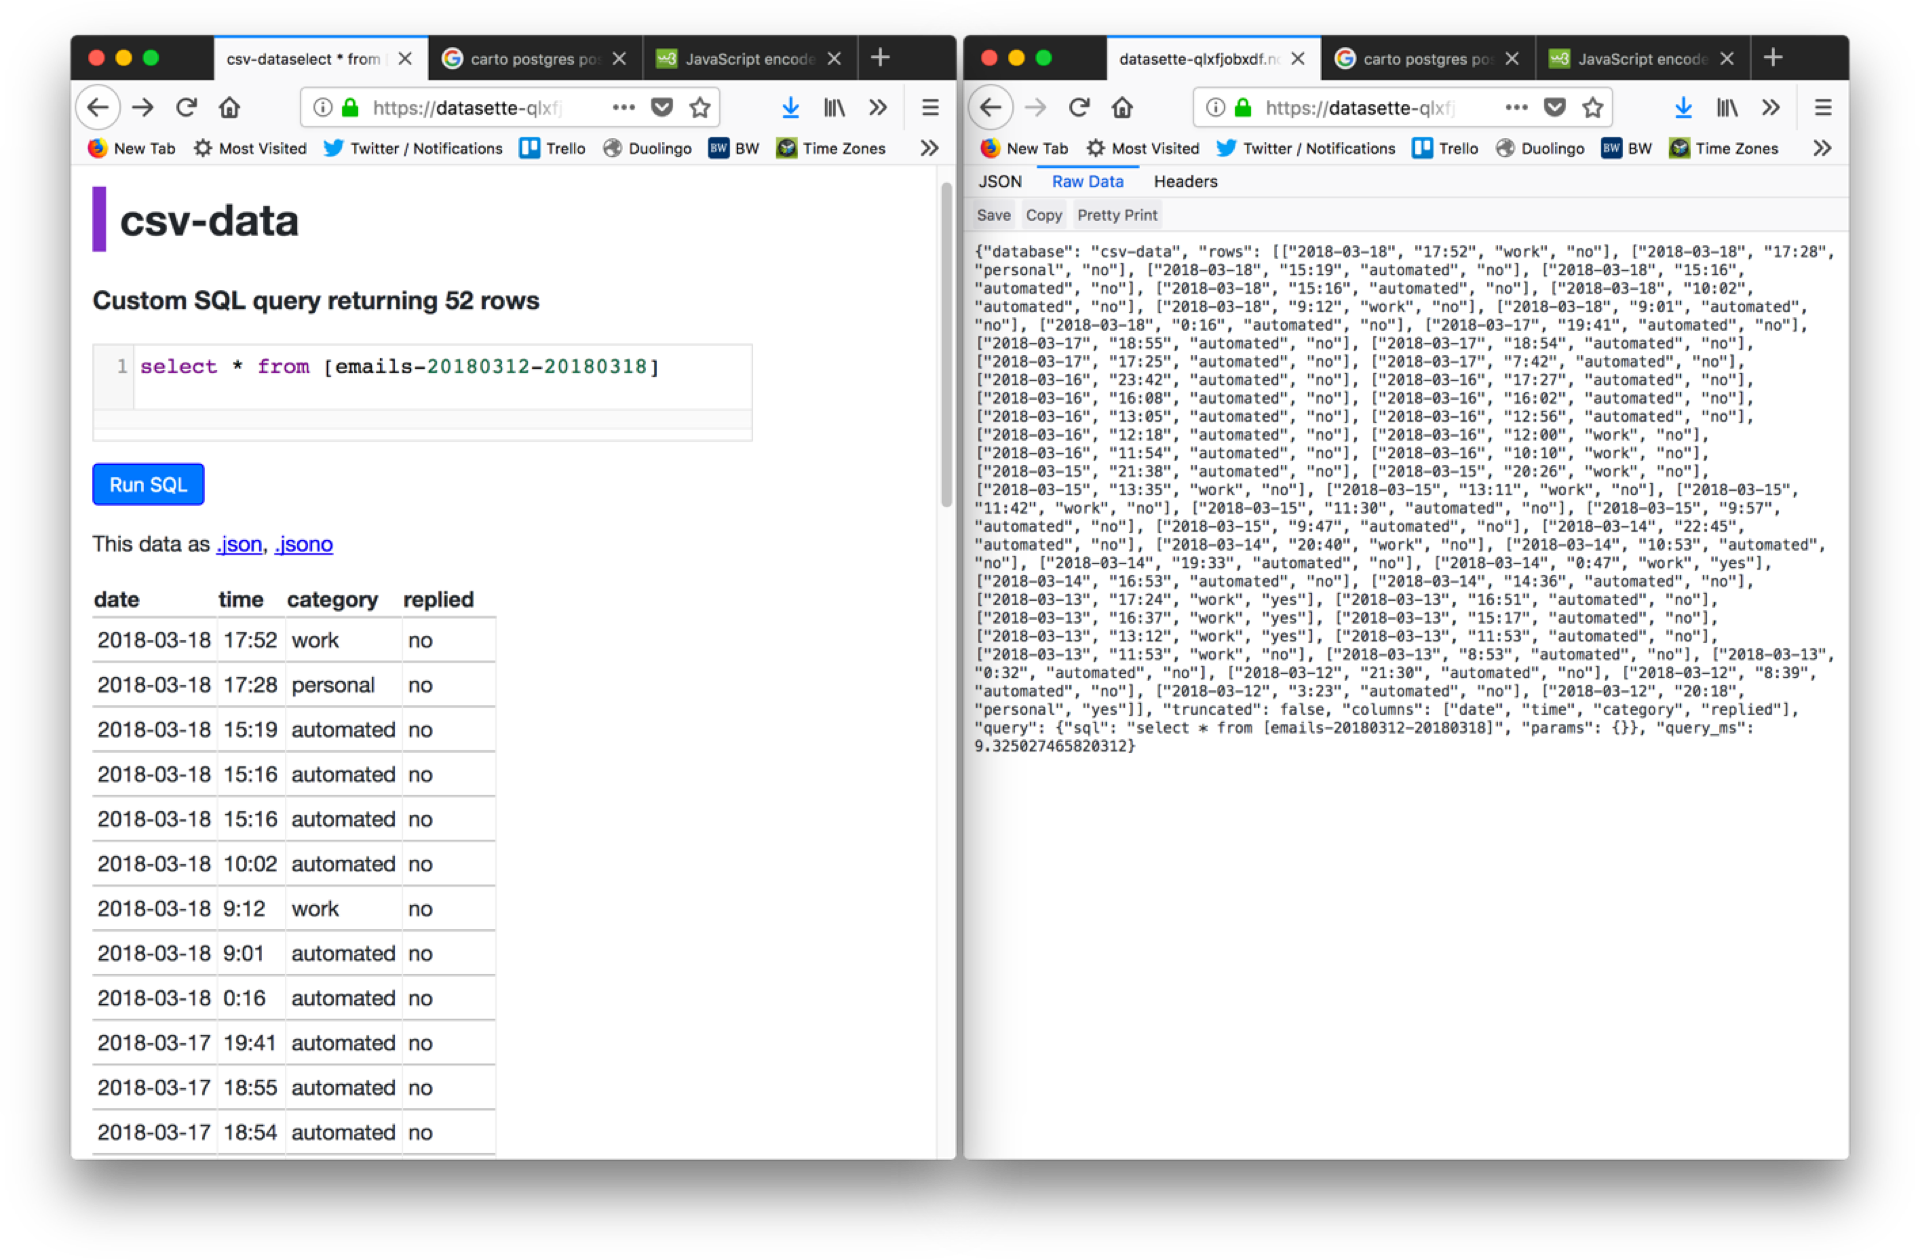 csv-dataselect * from
carto postgres po
JavaScript encode
https://datasette-qlxfj
New Tab Most Visited Twitter / Notifications Trello Duolingo BW BW Time Zones
csv-data
Custom SQL query returning 52 rows
1 select * from [emails-20180312-20180318]
Run SQL
This data as .json, .jsono
date time category replied
2018-03-18 17:52 work no
2018-03-18 17:28 personal no
2018-03-18 15:19 automated no
2018-03-18 15:16 automated no
2018-03-18 15:16 automated no
2018-03-18 10:02 automated no
2018-03-18 9:12 work no
2018-03-18 9:01 automated no
2018-03-18 0:16 automated no
2018-03-17 19:41 automated no
2018-03-17 18:55 automated no
2018-03-17 18:54 automated no
datasette-qlxfjobxdf.n
carto postgres po
JavaScript encode
https://datasette-qlxfj
New Tab Most Visited Twitter / Notifications Trello Duolingo BW BW Time Zones
JSON Raw Data Headers
Save Copy Pretty Print
{"database": "csv-data", "rows": [["2018-03-18", "17:52", "work", "no"], ["2018-03-18", "17:28",
"personal", "no"], ["2018-03-18", "15:19", "automated", "no"], ["2018-03-18", "15:16",
"automated", "no"], ["2018-03-18", "15:16", "automated", "no"], ["2018-03-18", "10:02",
"automated", "no"], ["2018-03-18", "9:12", "work", "no"], ["2018-03-18", "9:01", "automated",
"no"], ["2018-03-18", "0:16", "automated", "no"], ["2018-03-17", "19:41", "automated", "no"],
["2018-03-17", "18:55", "automated", "no"], ["2018-03-17", "18:54", "automated", "no"],
["2018-03-17", "17:25", "automated", "no"], ["2018-03-17", "7:42", "automated", "no"],
["2018-03-16", "23:42", "automated", "no"], ["2018-03-16", "17:27", "automated", "no"],
["2018-03-16", "16:08", "automated", "no"], ["2018-03-16", "16:02", "automated", "no"],
["2018-03-16", "13:05", "automated", "no"], ["2018-03-16", "12:56", "automated", "no"],
["2018-03-16", "12:18", "automated", "no"], ["2018-03-16", "12:00", "work", "no"],
["2018-03-16", "11:54", "automated", "no"], ["2018-03-16", "10:10", "work", "no"],
["2018-03-15", "21:38", "automated", "no"], ["2018-03-15", "20:26", "work", "no"],
["2018-03-15", "13:35", "work", "no"], ["2018-03-15", "13:11", "work", "no"], ["2018-03-15",
"11:42", "work", "no"], ["2018-03-15", "11:30", "automated", "no"], ["2018-03-15", "9:57",
"automated", "no"], ["2018-03-15", "9:47", "automated", "no"], ["2018-03-14", "22:45",
"automated", "no"], ["2018-03-14", "20:40", "work", "no"], ["2018-03-14", "10:53", "automated",
"no"], ["2018-03-14", "19:33", "automated", "no"], ["2018-03-14", "0:47", "work", "yes"],
["2018-03-14", "16:53", "automated", "no"], ["2018-03-14", "14:36", "automated", "no"],
["2018-03-13", "17:24", "work", "yes"], ["2018-03-13", "16:51", "automated", "no"],
["2018-03-13", "16:37", "work", "yes"], ["2018-03-13", "15:17", "automated", "no"],
["2018-03-13", "13:12", "work", "yes"], ["2018-03-13", "11:53", "automated", "no"],
["2018-03-13", "11:53", "work", "no"], ["2018-03-13", "8:53", "automated", "no"], ["2018-03-13",
"0:32", "automated", "no"], ["2018-03-12", "21:30", "automated", "no"], ["2018-03-12", "8:39",
"automated", "no"], ["2018-03-12", "3:23", "automated", "no"], ["2018-03-12", "20:18",
"personal", "yes"]], "truncated": false, "columns": ["date", "time", "category", "replied"],
"query": {"sql": "select * from [emails-20180312-20180318]", "params": {}}, "query_ms":
9.325027465820312}